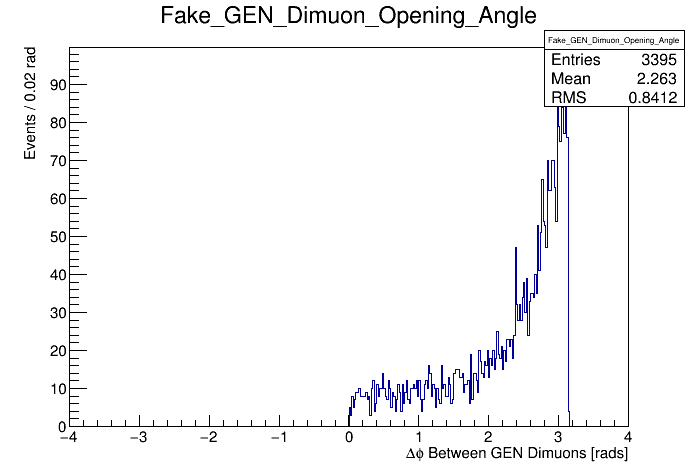 Fake_GEN_Dimuon_Opening_Angle
Fake_GEN_Dimuon_Opening_Angle
Entries 3395
Mean 2.263
RMS 0.8412
Events / 0.02 rad
90
80
70
60
50
40
30
20
10
0
−4 −3 −2 −1 0 1 2 3 4
Δϕ Between GEN Dimuons [rads]